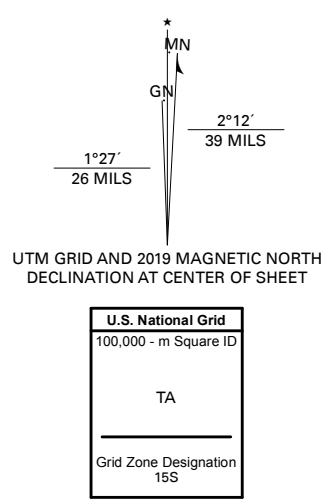 MN
GN
2°12´
39 MILS
1°27´
26 MILS
UTM GRID AND 2019 MAGNETIC NORTH
DECLINATION AT CENTER OF SHEET
U.S. National Grid
100,000 - m Square ID
TA
Grid Zone Designation
15S